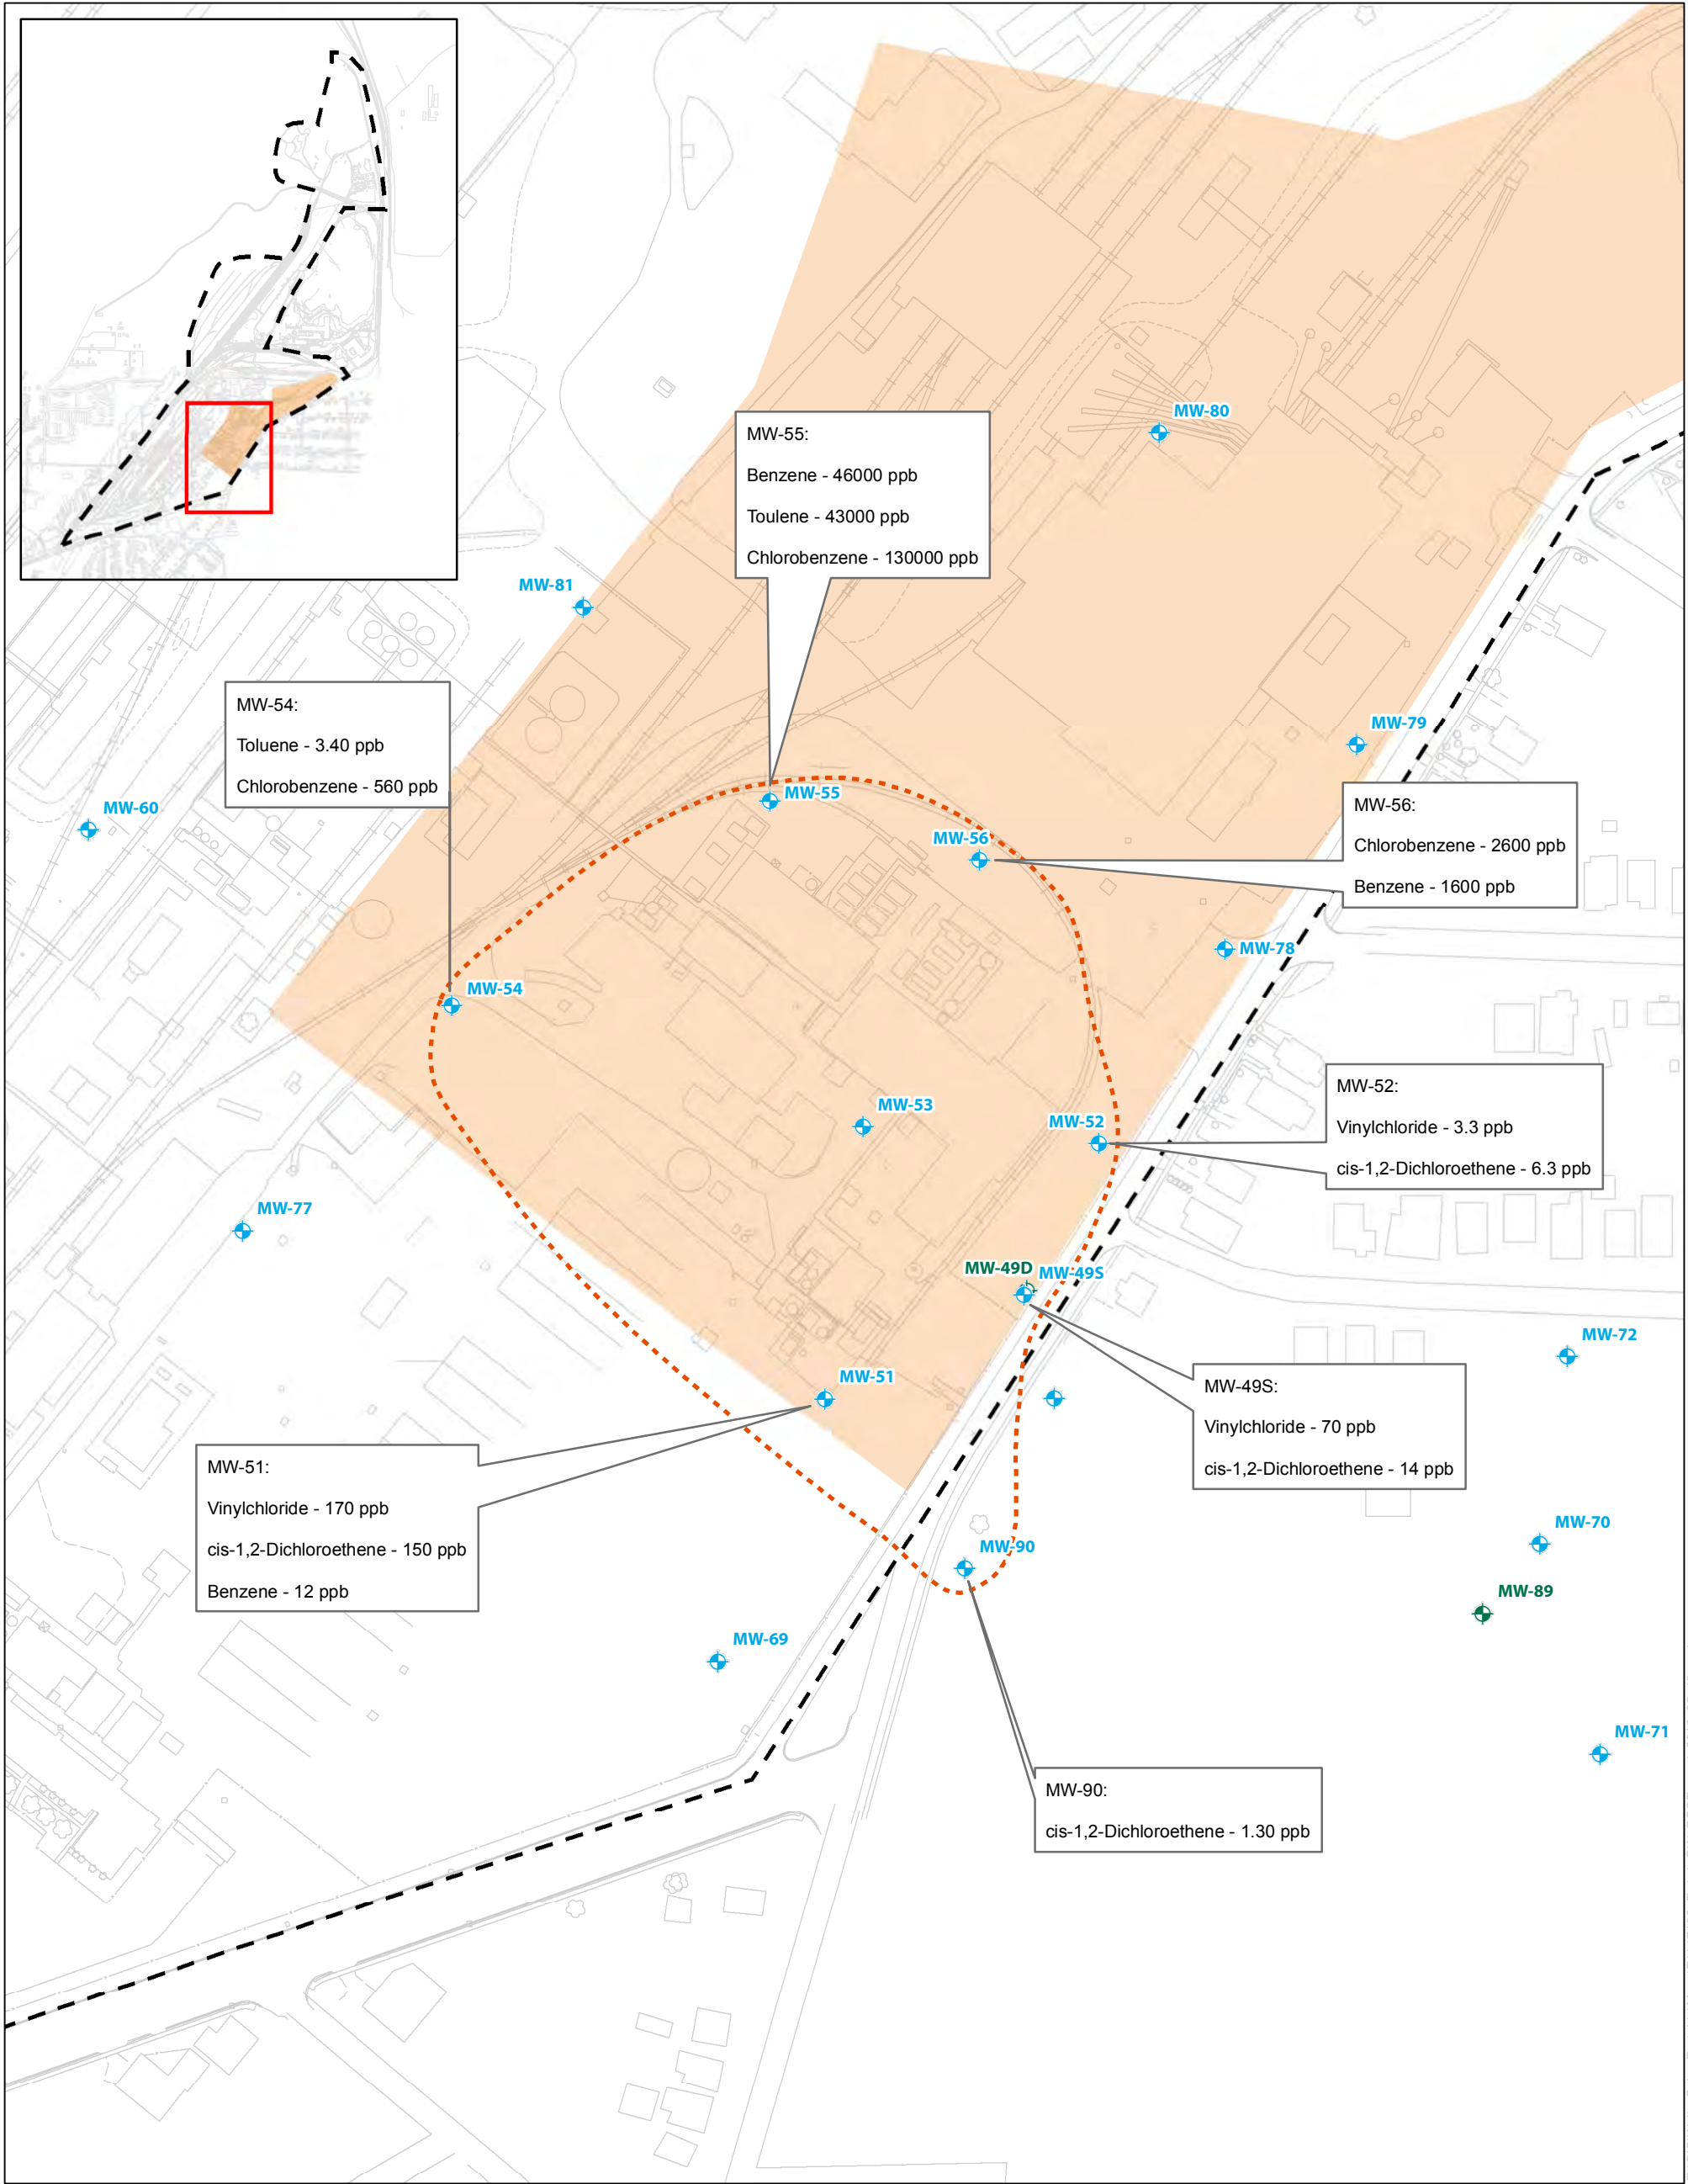 MW-80
MW-55:
Benzene - 46000 ppb
Toulene - 43000 ppb
Chlorobenzene - 130000 ppb
MW-81
MW-54:
Toluene - 3.40 ppb
Chlorobenzene - 560 ppb
MW-79
MW-60
MW-55
MW-56:
Chlorobenzene - 2600 ppb
Benzene - 1600 ppb
MW-56
MW-78
MW-54
MW-53
MW-52
MW-52:
Vinylchloride - 3.3 ppb
cis-1,2-Dichloroethene - 6.3 ppb
MW-77
MW-49D
MW-49S
MW-72
MW-51
MW-49S:
Vinylchloride - 70 ppb
cis-1,2-Dichloroethene - 14 ppb
MW-51:
Vinylchloride - 170 ppb
cis-1,2-Dichloroethene - 150 ppb
Benzene - 12 ppb
MW-90
MW-70
MW-89
MW-69
MW-71
MW-90:
cis-1,2-Dichloroethene - 1.30 ppb